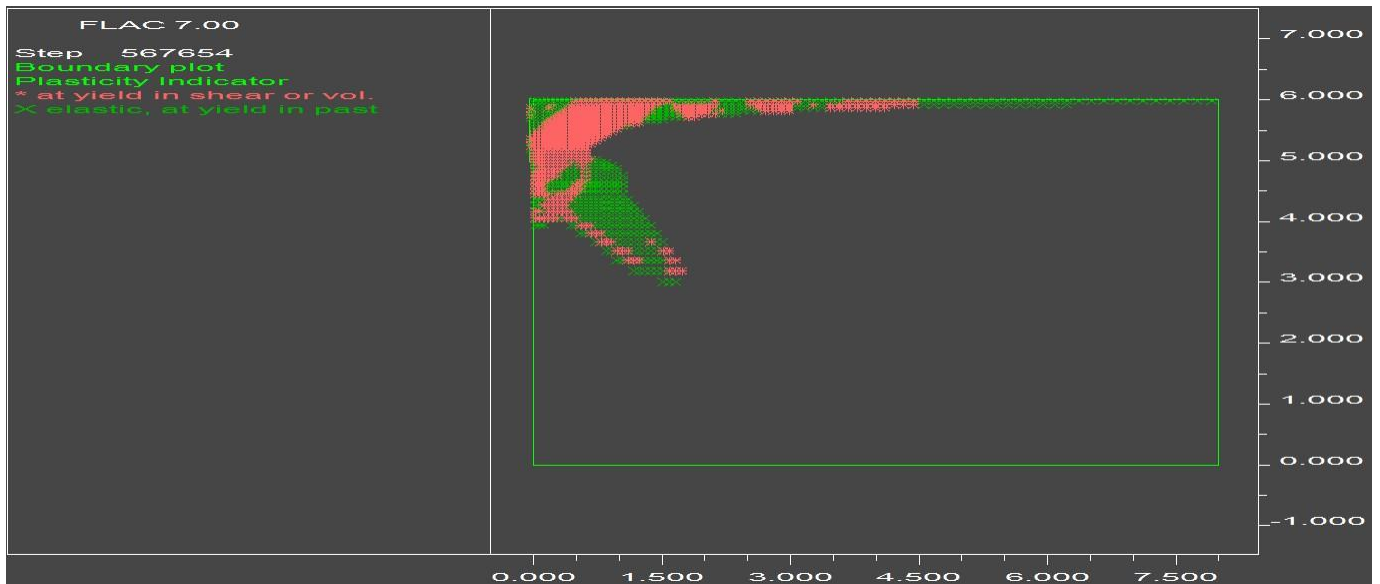 FLAC 7.00
Step 567654
Boundary plot
Plasticity Indicator
* at yield in shear or vol.
X elastic, at yield in past
7.000
6.000
5.000
4.000
3.000
2.000
1.000
0.000
-1.000
0.000 1.500 3.000 4.500 6.000 7.500